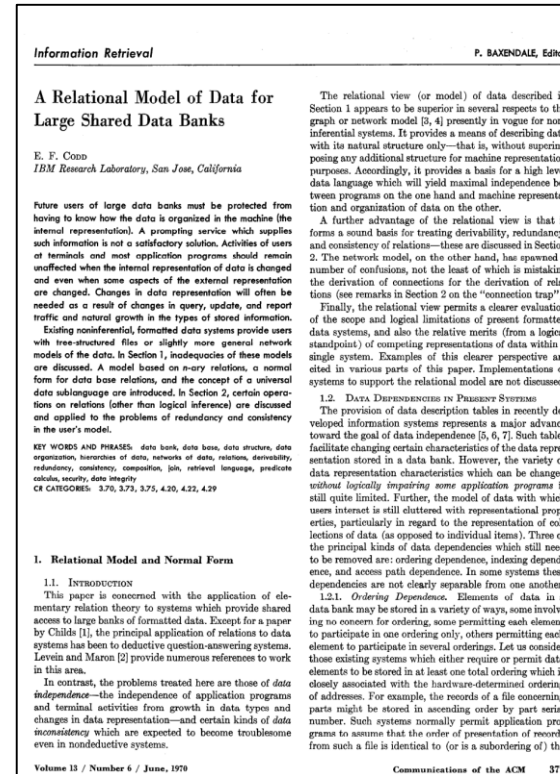 Information Retrieval
P. BAXENDALE, Edito
A Relational Model of Data for
Large Shared Data Banks
E. F. CODD
IBM Research Laboratory, San Jose, California
Future users of large data banks must be protected from
having to know how the data is organized in the machine (the
internal representation). A prompting service which supplies
such information is not a satisfactory solution. Activities of users
at terminals and most application programs should remain
unaffected when the internal representation of data is changed
and even when some aspects of the external representation
are changed. Changes in data representation will often be
needed as a result of changes in query, update, and report
traffic and natural growth in the types of stored information.
Existing noninferential, formatted data systems provide users
with tree-structured files or slightly more general network
models of the data. In Section 1, inadequacies of these models
are discussed. A model based on n-ary relations, a normal
form for data base relations, and the concept of a universal
data sublanguage are introduced. In Section 2, certain opera-
tions on relations (other than logical inference) are discussed
and applied to the problems of redundancy and consistency
in the user's model.
KEY WORDS AND PHRASES: data bank, data base, data structure, data
organization, hierarchies of data, networks of data, relations, derivability,
redundancy, consistency, composition, join, retrieval language, predicate
calculus, security, data integrity
CR CATEGORIES: 3.70, 3.73, 3.75, 4.20, 4.22, 4.29
1. Relational Model and Normal Form
1.1. INTRODUCTION
This paper is concerned with the application of ele-
mentary relation theory to systems which provide shared
access to large banks of formatted data. Except for a paper
by Childs [1], the principal application of relations to data
systems has been to deductive question-answering systems.
Levein and Maron [2] provide numerous references to work
in this area.
In contrast, the problems treated here are those of data
independence—the independence of application programs
and terminal activities from growth in data types and
changes in data representation—and certain kinds of data
inconsistency which are expected to become troublesome
even in nondeductive systems.
Volume 13 / Number 6 / June, 1970
The relational view (or model) of data described i
Section 1 appears to be superior in several respects to th
graph or network model [3, 4] presently in vogue for non
inferential systems. It provides a means of describing dat
with its natural structure only—that is, without superim
posing any additional structure for machine representatio
purposes. Accordingly, it provides a basis for a high leve
data language which will yield maximal independence be
tween programs on the one hand and machine representa
tion and organization of data on the other.
A further advantage of the relational view is that i
forms a sound basis for treating derivability, redundancy
and consistency of relations—these are discussed in Sectio
2. The network model, on the other hand, has spawned
number of confusions, not the least of which is mistakin
the derivation of connections for the derivation of rela
tions (see remarks in Section 2 on the "connection trap"
Finally, the relational view permits a clearer evaluation
of the scope and logical limitations of present formatte
data systems, and also the relative merits (from a logica
standpoint) of competing representations of data within
single system. Examples of this clearer perspective ar
cited in various parts of this paper. Implementations o
systems to support the relational model are not discussed
1.2. DATA DEPENDENCIES IN PRESENT SYSTEMS
The provision of data description tables in recently de
veloped information systems represents a major advanc
toward the goal of data independence [5, 6, 7]. Such table
facilitate changing certain characteristics of the data repre
sentation stored in a data bank. However, the variety o
data representation characteristics which can be change
without logically impairing some application programs i
still quite limited. Further, the model of data with which
users interact is still cluttered with representational prop
erties, particularly in regard to the representation of col
lections of data (as opposed to individual items). Three o
the principal kinds of data dependencies which still nee
to be removed are: ordering dependence, indexing depend
ence, and access path dependence. In some systems thes
dependencies are not clearly separable from one another
1.2.1. Ordering Dependence. Elements of data in
data bank may be stored in a variety of ways, some involv
ing no concern for ordering, some permitting each elemen
to participate in one ordering only, others permitting each
element to participate in several orderings. Let us conside
those existing systems which either require or permit data
elements to be stored in at least one total ordering which i
closely associated with the hardware-determined ordering
of addresses. For example, the records of a file concernin
parts might be stored in ascending order by part seria
number. Such systems normally permit application pro
grams to assume that the order of presentation of record
from such a file is identical to (or is a subordering of) th
Communications of the ACM 37